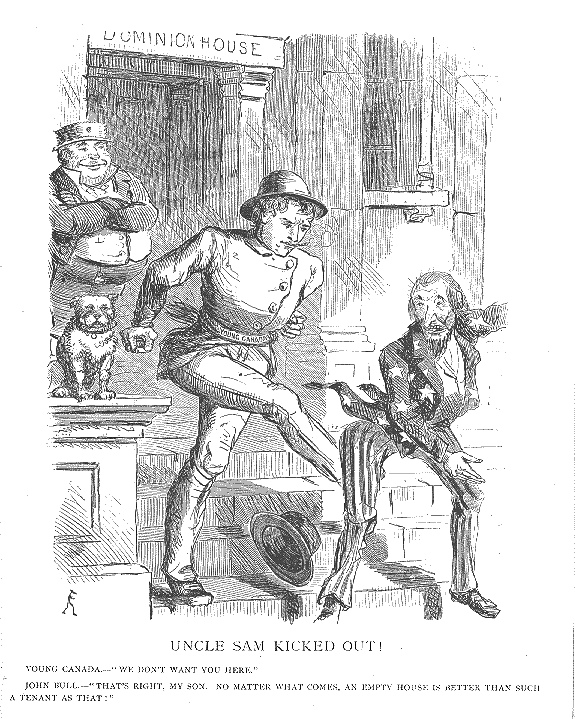 DOMINION HOUSE
YOUNG CANADA
UNCLE SAM KICKED OUT!
YOUNG CANADA.—"WE DON'T WANT YOU HERE."
JOHN BULL.—"THAT'S RIGHT, MY SON. NO MATTER WHAT COMES, AN EMPTY HOUSE IS BETTER THAN SUCH
A TENANT AS THAT!"